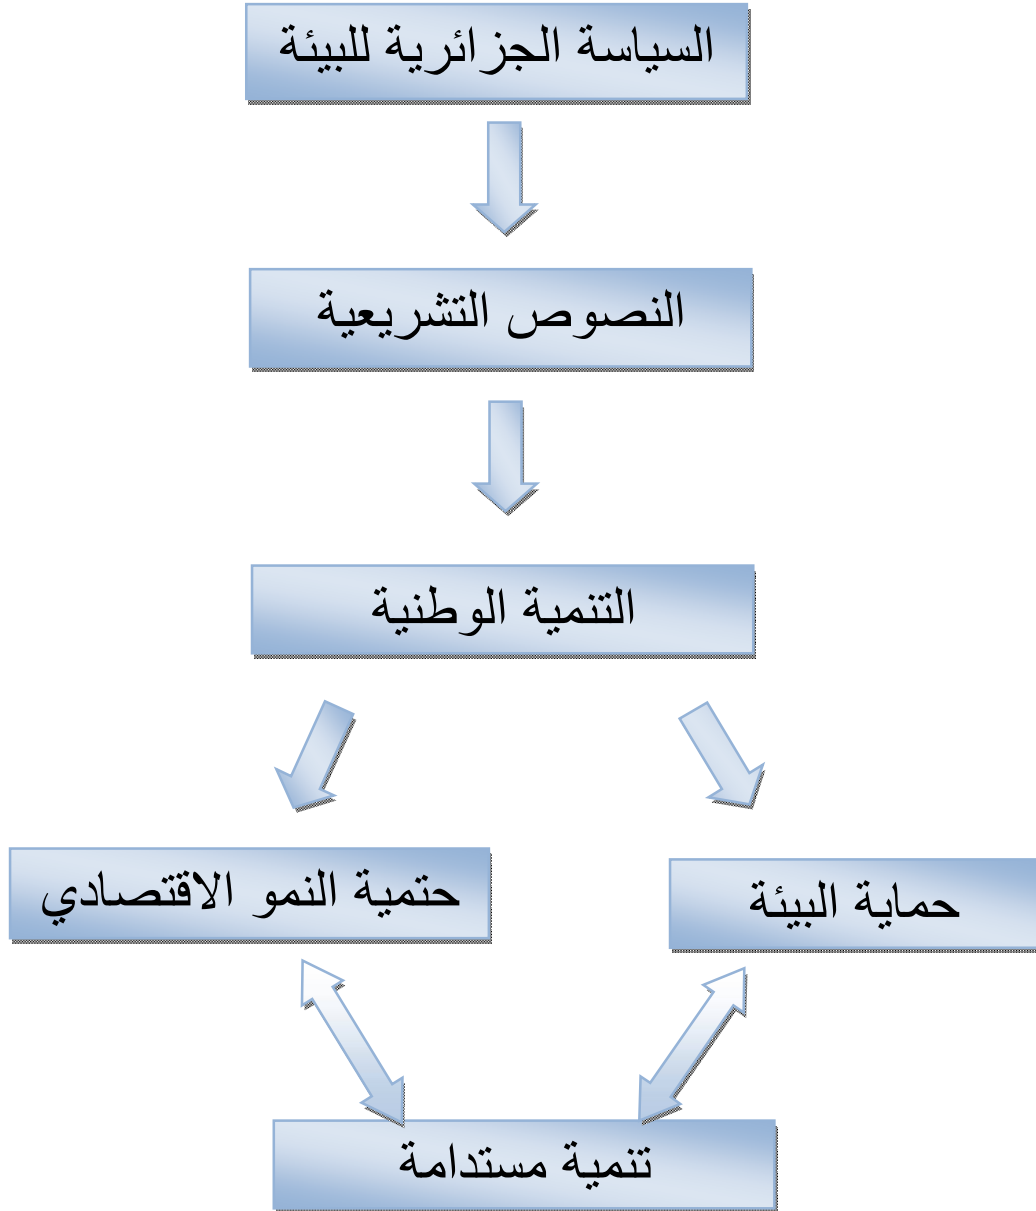 السياسة الجزائرية للبيئة
النصوص التشريعية
التنمية الوطنية
حماية البيئة
حتمية النمو الاقتصادي
تنمية مستدامة